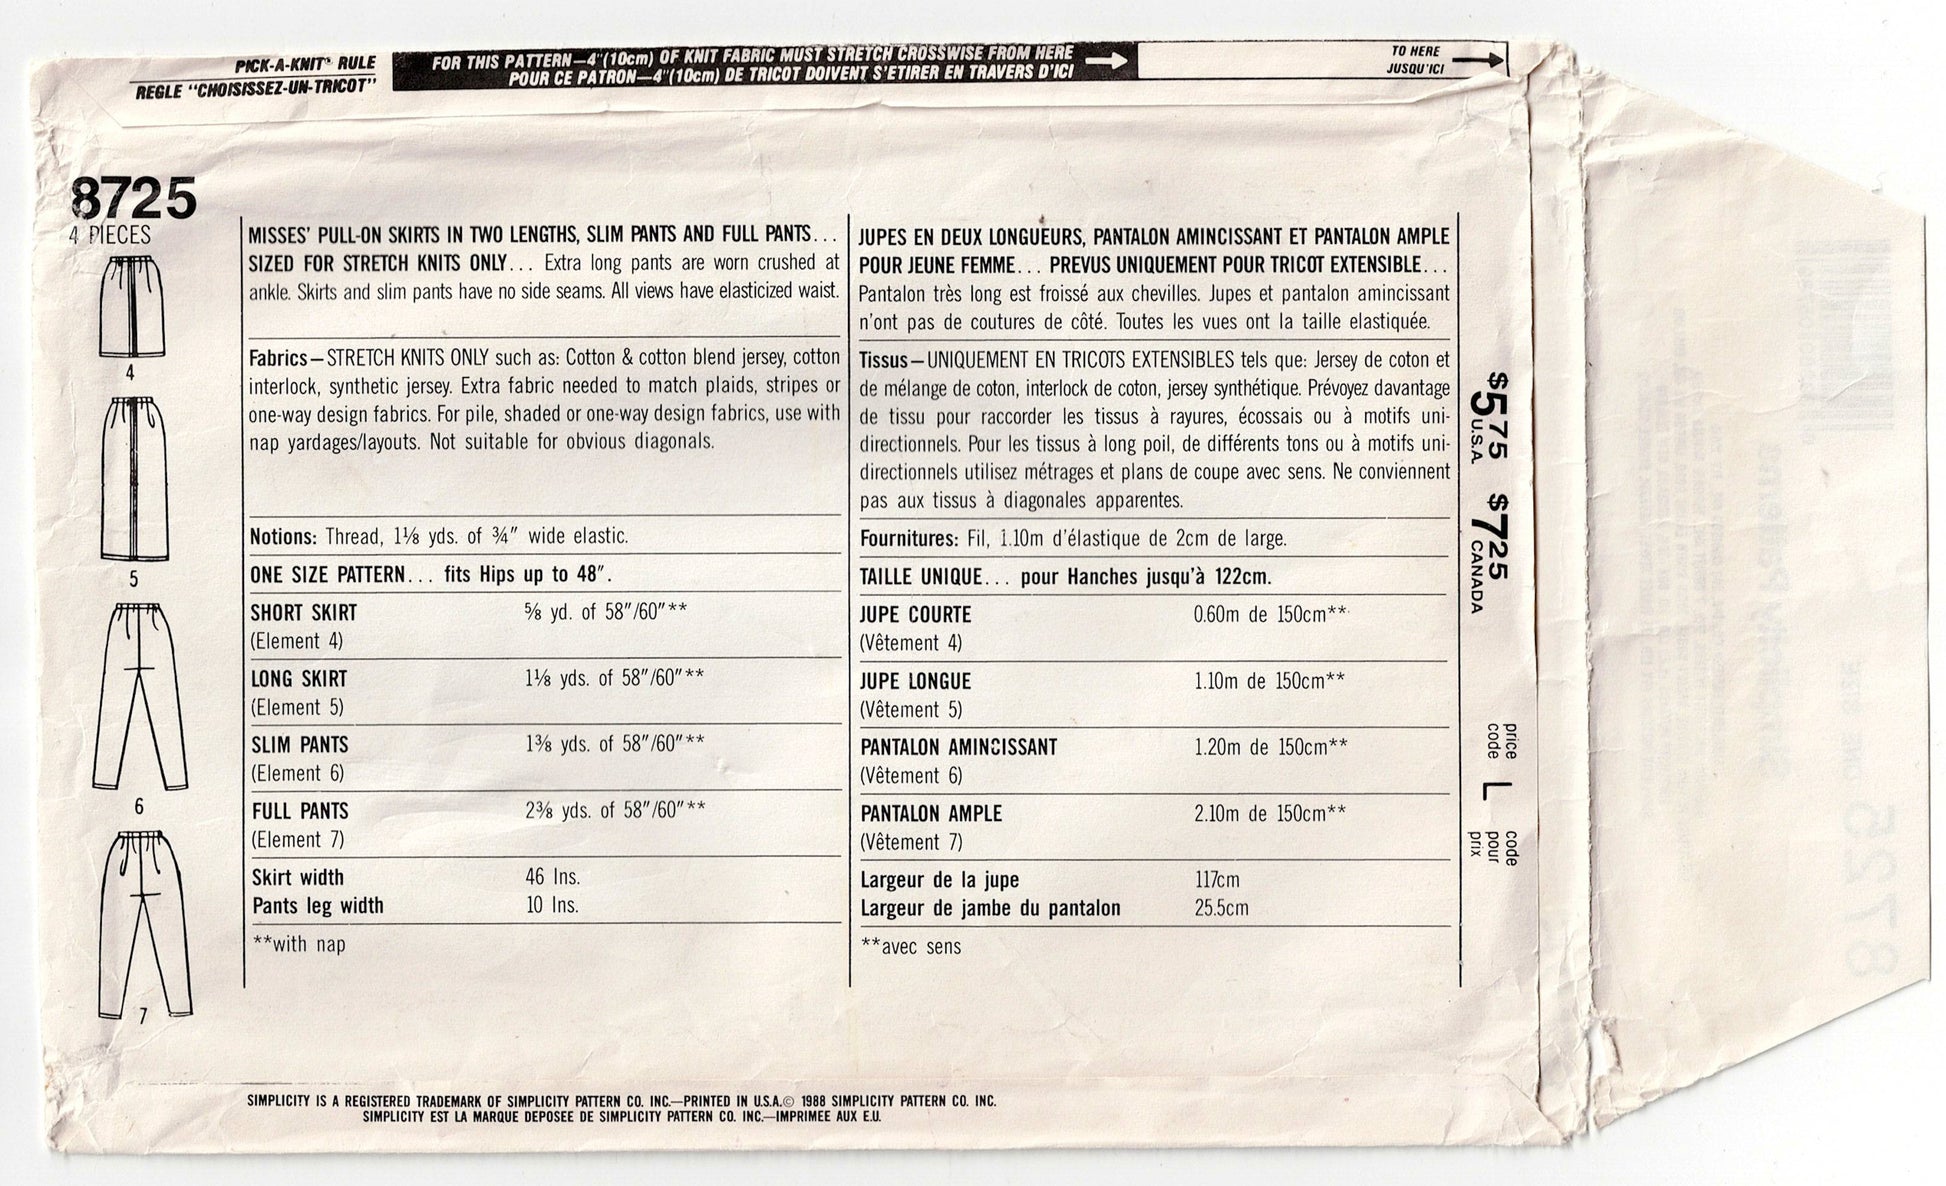 PICK-A-KNIT® RULE
REGLE "CHOISISSEZ-UN-TRICOT"
FOR THIS PATTERN—4"(10cm) OF KNIT FABRIC MUST STRETCH CROSSWISE FROM HERE
POUR CE PATRON—4"(10cm) DE TRICOT DOIVENT S'ETIRER EN TRAVERS D'ICI
TO HERE
JUSQU'ICI
8725
4 PIECES
4
5
6
7
MISSES' PULL-ON SKIRTS IN TWO LENGTHS, SLIM PANTS AND FULL PANTS...
SIZED FOR STRETCH KNITS ONLY... Extra long pants are worn crushed at
ankle. Skirts and slim pants have no side seams. All views have elasticized waist.
Fabrics—STRETCH KNITS ONLY such as: Cotton & cotton blend jersey, cotton
interlock, synthetic jersey. Extra fabric needed to match plaids, stripes or
one-way design fabrics. For pile, shaded or one-way design fabrics, use with
nap yardages/layouts. Not suitable for obvious diagonals.
Notions: Thread, 1⅛ yds. of ¾" wide elastic.
ONE SIZE PATTERN... fits Hips up to 48".
SHORT SKIRT ⅝ yd. of 58"/60"**
(Element 4)
LONG SKIRT 1⅛ yds. of 58"/60"**
(Element 5)
SLIM PANTS 1⅜ yds. of 58"/60"**
(Element 6)
FULL PANTS 2⅜ yds. of 58"/60"**
(Element 7)
Skirt width 46 Ins.
Pants leg width 10 Ins.
**with nap
JUPES EN DEUX LONGUEURS, PANTALON AMINCISSANT ET PANTALON AMPLE
POUR JEUNE FEMME... PREVUS UNIQUEMENT POUR TRICOT EXTENSIBLE...
Pantalon très long est froissé aux chevilles. Jupes et pantalon amincissant
n'ont pas de coutures de côté. Toutes les vues ont la taille elastiquée.
Tissus—UNIQUEMENT EN TRICOTS EXTENSIBLES tels que: Jersey de coton et
de mélange de coton, interlock de coton, jersey synthétique. Prévoyez davantage
de tissu pour raccorder les tissus à rayures, écossais ou à motifs uni-
directionnels. Pour les tissus à long poil, de différents tons ou à motifs uni-
directionnels utilisez métrages et plans de coupe avec sens. Ne conviennent
pas aux tissus à diagonales apparentes.
Fournitures: Fil, 1.10m d'élastique de 2cm de large.
TAILLE UNIQUE... pour Hanches jusqu'à 122cm.
JUPE COURTE 0.60m de 150cm**
(Vêtement 4)
JUPE LONGUE 1.10m de 150cm**
(Vêtement 5)
PANTALON AMINCISSANT 1.20m de 150cm**
(Vêtement 6)
PANTALON AMPLE 2.10m de 150cm**
(Vêtement 7)
Largeur de la jupe 117cm
Largeur de jambe du pantalon 25.5cm
**avec sens
$5.75 U.S.A. $7.25 CANADA
price code L code pour prix
SIMPLICITY IS A REGISTERED TRADEMARK OF SIMPLICITY PATTERN CO. INC.—PRINTED IN U.S.A.© 1988 SIMPLICITY PATTERN CO. INC.
SIMPLICITY EST LA MARQUE DEPOSEE DE SIMPLICITY PATTERN CO. INC.—IMPRIMEE AUX E.U.